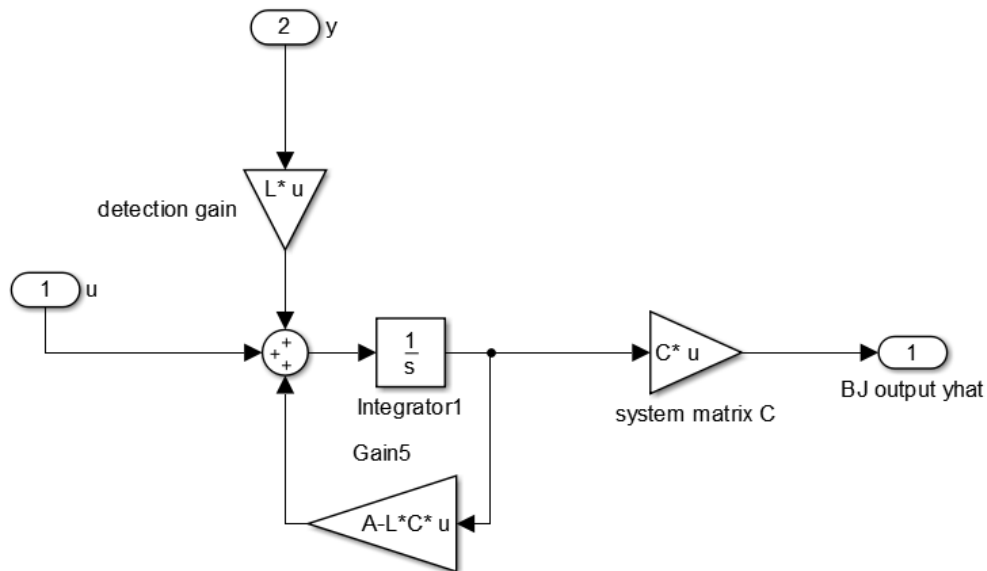 2
y
L* u
detection gain
1
u
+
+
+
1
s
Integrator1
C* u
system matrix C
1
BJ output yhat
Gain5
A-L*C* u